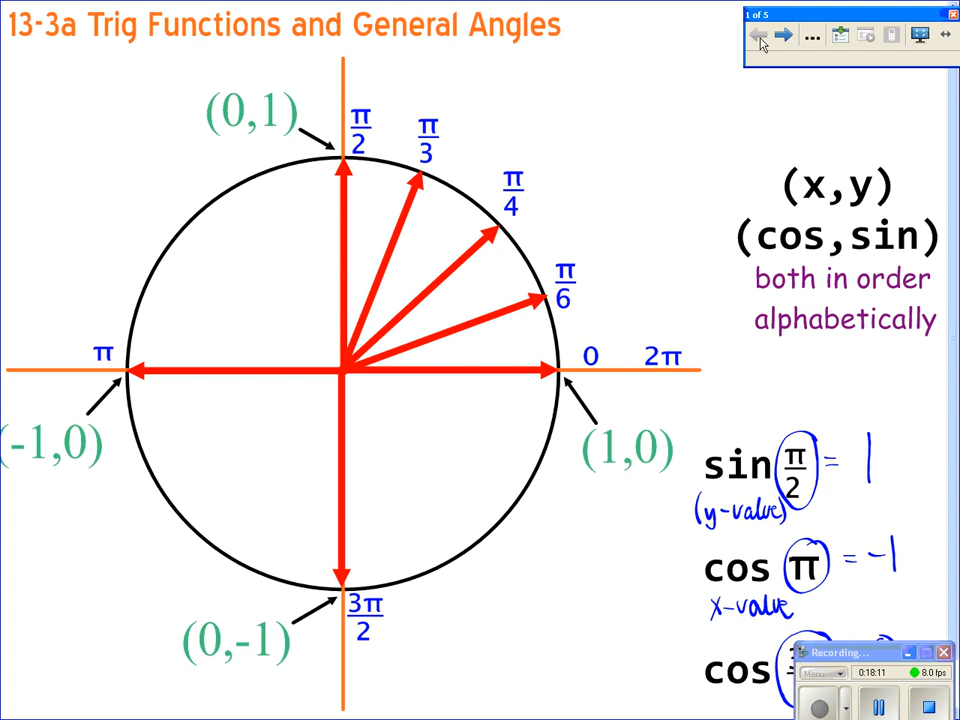 13-3a Trig Functions and General Angles
1 of 5
(0,1)
π/2
π/3
π/4
π/6
(x,y)
(cos,sin)
both in order
alphabetically
π
0
2π
(-1,0)
(1,0)
sin π/2 = 1
(y-value)
cos π = -1
x-value
3π/2
(0,-1)
cos
Recording...
Menu
0:18:11
8.0 fps